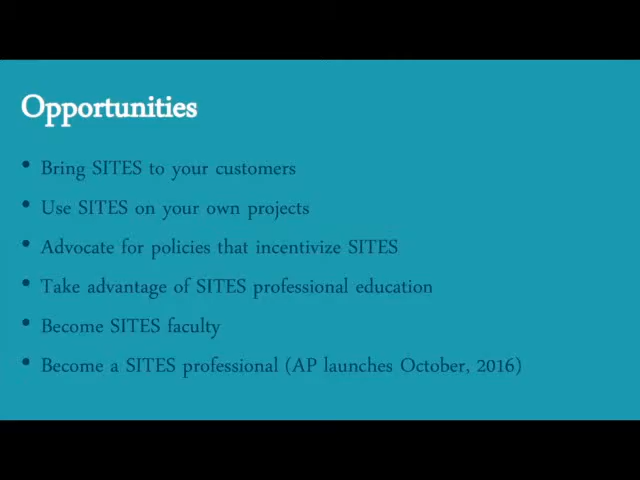 Opportunities
• Bring SITES to your customers
• Use SITES on your own projects
• Advocate for policies that incentivize SITES
• Take advantage of SITES professional education
• Become SITES faculty
• Become a SITES professional (AP launches October, 2016)